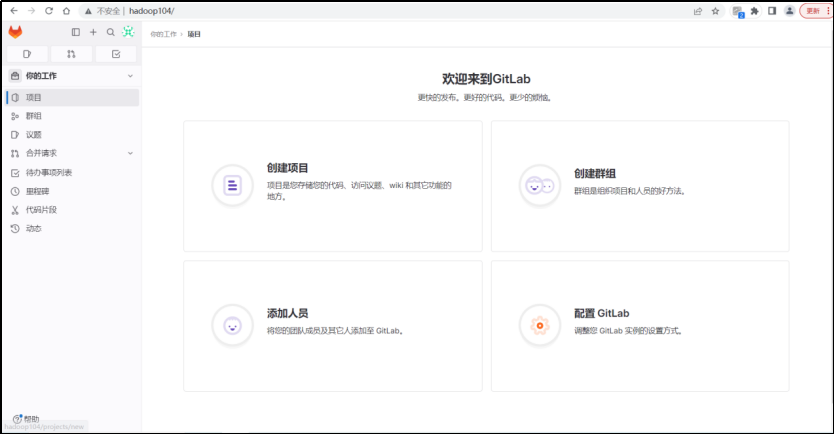 不安全 | hadoop104/
更新
你的工作 › 项目
你的工作
项目
群组
议题
合并请求
待办事项列表
里程碑
代码片段
动态
帮助
hadoop104/projects/new
欢迎来到GitLab
更快的发布。更好的代码。更少的烦恼。
创建项目
项目是您存储您的代码、访问议题、wiki 和其它功能的
地方。
创建群组
群组是组织项目和人员的好方法。
添加人员
将您的团队成员及其它人添加至 GitLab。
配置 GitLab
调整您 GitLab 实例的设置方式。